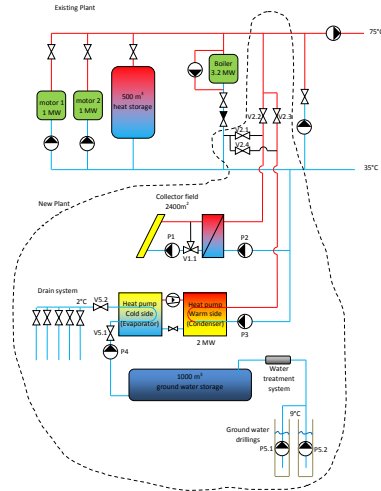 Existing Plant
75°C
Boiler
3.2 MW
motor 1
1 MW
motor 2
1 MW
500 m³
heat storage
V2.2
V2.3
V2.1
V2.4
35°C
New Plant
Collector field
2400m²
P1
P2
V1.1
Drain system
2°C
V5.2
Heat pump
Cold side
(Evaporator)
Heat pump
Warm side
(Condenser)
V5.1
P3
2 MW
P4
1000 m³
ground water storage
Water
treatment
system
9°C
Ground water
drillings
P5.1
P5.2